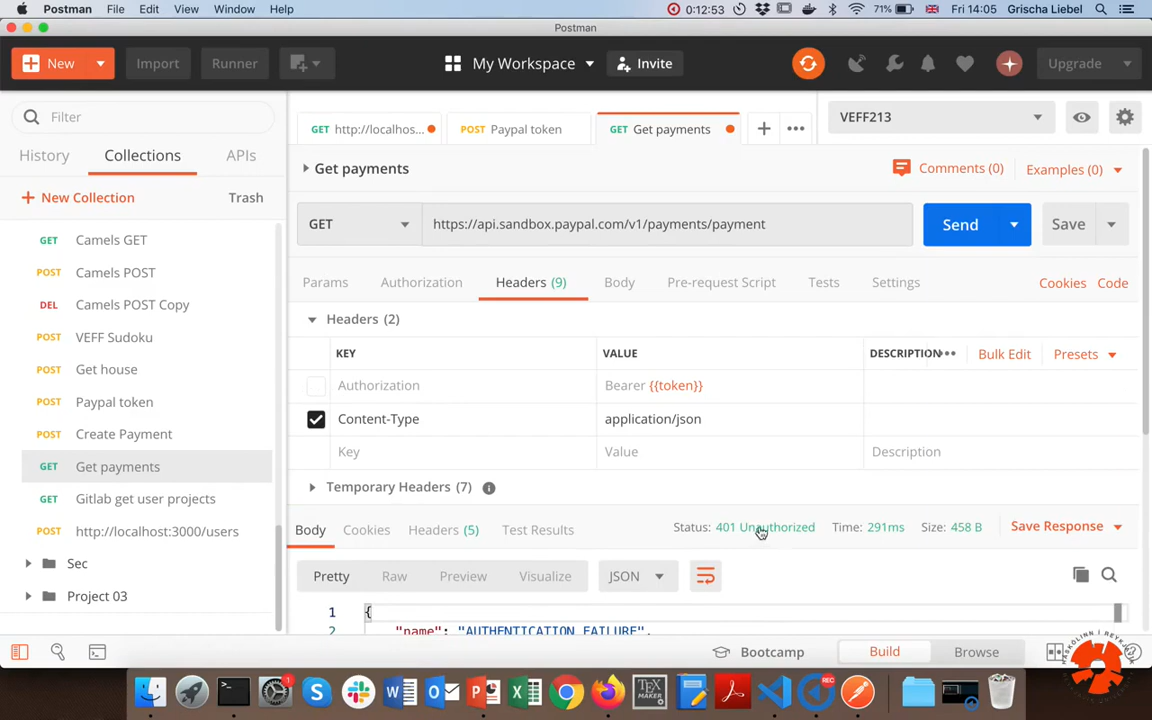 Postman File Edit View Window Help 0:12:53 71% Fri 14:05 Grischa Liebel
Postman
New Import Runner My Workspace Invite Upgrade
Filter
History Collections APIs
New Collection Trash
GET Camels GET
POST Camels POST
DEL Camels POST Copy
POST VEFF Sudoku
POST Get house
POST Paypal token
POST Create Payment
GET Get payments
GET Gitlab get user projects
POST http://localhost:3000/users
Sec
Project 03
GET http://localhos... POST Paypal token GET Get payments VEFF213
Get payments Comments (0) Examples (0)
GET https://api.sandbox.paypal.com/v1/payments/payment Send Save
Params Authorization Headers (9) Body Pre-request Script Tests Settings Cookies Code
Headers (2)
KEY VALUE DESCRIPTION Bulk Edit Presets
Authorization Bearer {{token}}
Content-Type application/json
Key Value Description
Temporary Headers (7)
Body Cookies Headers (5) Test Results Status: 401 Unauthorized Time: 291ms Size: 458 B Save Response
Pretty Raw Preview Visualize JSON
1 {
2 "name": "AUTHENTICATION_FAILURE",
Bootcamp Build Browse